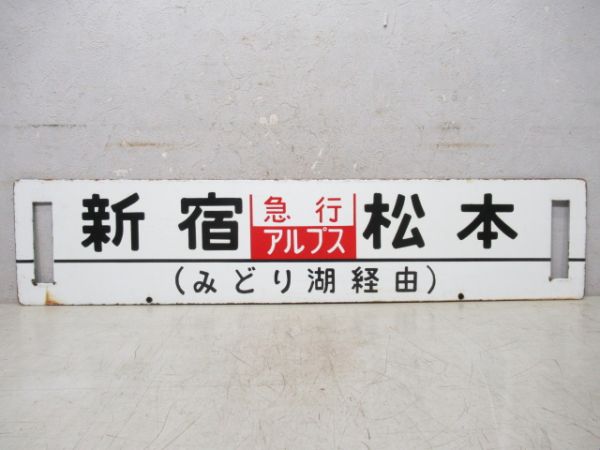 新宿 急行 松本
アルプス
(みどり湖経由)